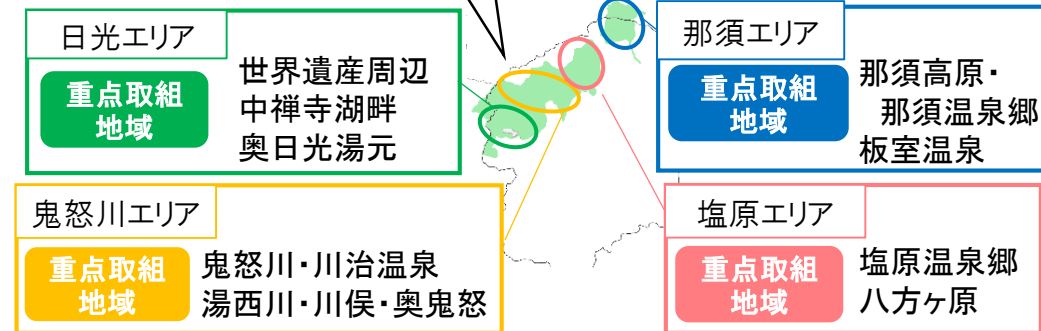 日光エリア
重点取組
地域
世界遺産周辺
中禅寺湖畔
奥日光湯元
那須エリア
重点取組
地域
那須高原・
那須温泉郷
板室温泉
鬼怒川エリア
重点取組
地域
鬼怒川・川治温泉
湯西川・川俣・奥鬼怒
塩原エリア
重点取組
地域
塩原温泉郷
八方ヶ原